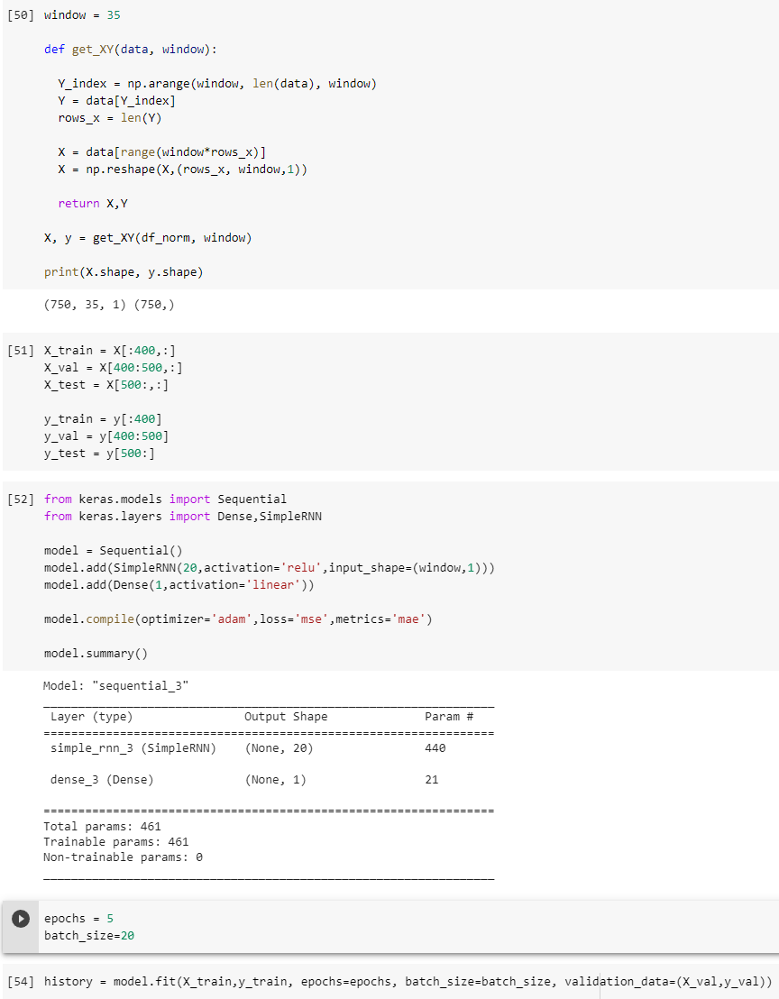 [50] window = 35
def get_XY(data, window):
Y_index = np.arange(window, len(data), window)
Y = data[Y_index]
rows_x = len(Y)
X = data[range(window*rows_x)]
X = np.reshape(X,(rows_x, window,1))
return X,Y
X, y = get_XY(df_norm, window)
print(X.shape, y.shape)
(750, 35, 1) (750,)
[51] X_train = X[:400,:]
X_val = X[400:500,:]
X_test = X[500:,:]
y_train = y[:400]
y_val = y[400:500]
y_test = y[500:]
[52] from keras.models import Sequential
from keras.layers import Dense,SimpleRNN
model = Sequential()
model.add(SimpleRNN(20,activation='relu',input_shape=(window,1)))
model.add(Dense(1,activation='linear'))
model.compile(optimizer='adam',loss='mse',metrics='mae')
model.summary()
Model: "sequential_3"
_________________________________________________________________
Layer (type) Output Shape Param #
=================================================================
simple_rnn_3 (SimpleRNN) (None, 20) 440
dense_3 (Dense) (None, 1) 21
=================================================================
Total params: 461
Trainable params: 461
Non-trainable params: 0
_________________________________________________________________
epochs = 5
batch_size=20
[54] history = model.fit(X_train,y_train, epochs=epochs, batch_size=batch_size, validation_data=(X_val,y_val))